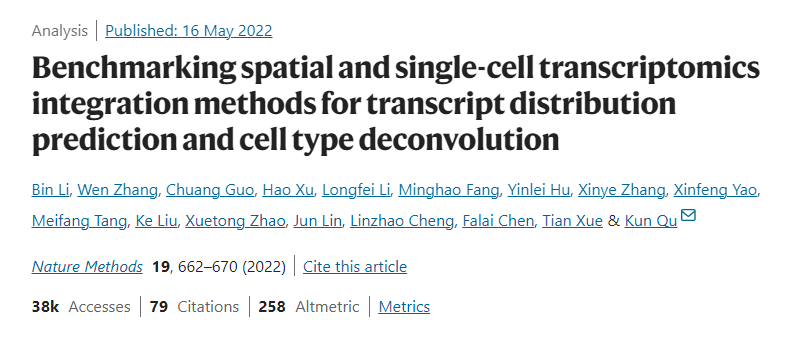 Analysis | Published: 16 May 2022
Benchmarking spatial and single-cell transcriptomics
integration methods for transcript distribution
prediction and cell type deconvolution
Bin Li, Wen Zhang, Chuang Guo, Hao Xu, Longfei Li, Minghao Fang, Yinlei Hu, Xinye Zhang, Xinfeng Yao,
Meifang Tang, Ke Liu, Xuetong Zhao, Jun Lin, Linzhao Cheng, Falai Chen, Tian Xue & Kun Qu
Nature Methods 19, 662–670 (2022) | Cite this article
38k Accesses | 79 Citations | 258 Altmetric | Metrics